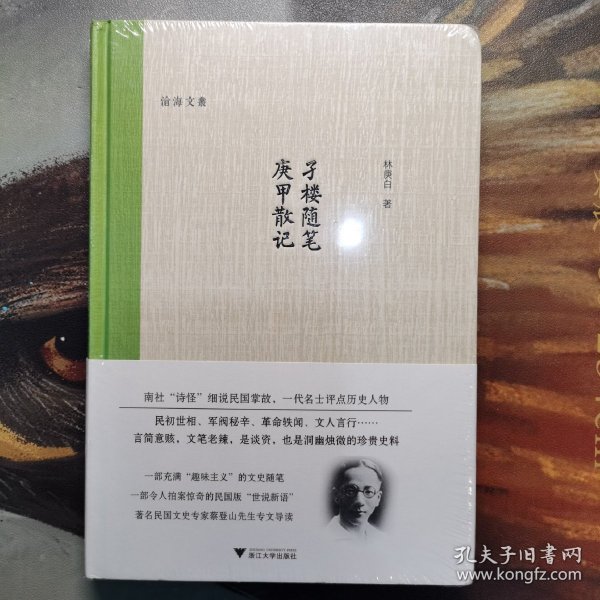 沧海文丛
孑楼随笔
庚甲散记
林庚白 著
南社“诗怪”细说民国掌故，一代名士评点历史人物
民初世相、军阀秘辛、革命轶闻、文人言行……
言简意赅，文笔老辣，是谈资，也是洞幽烛微的珍贵史料
一部充满“趣味主义”的文史随笔
一部令人拍案惊奇的民国版“世说新语”
著名民国文史专家蔡登山先生专文导读
ZHEJIANG UNIVERSITY PRESS
浙江大学出版社
孔夫子旧书网
www.kongfz.com